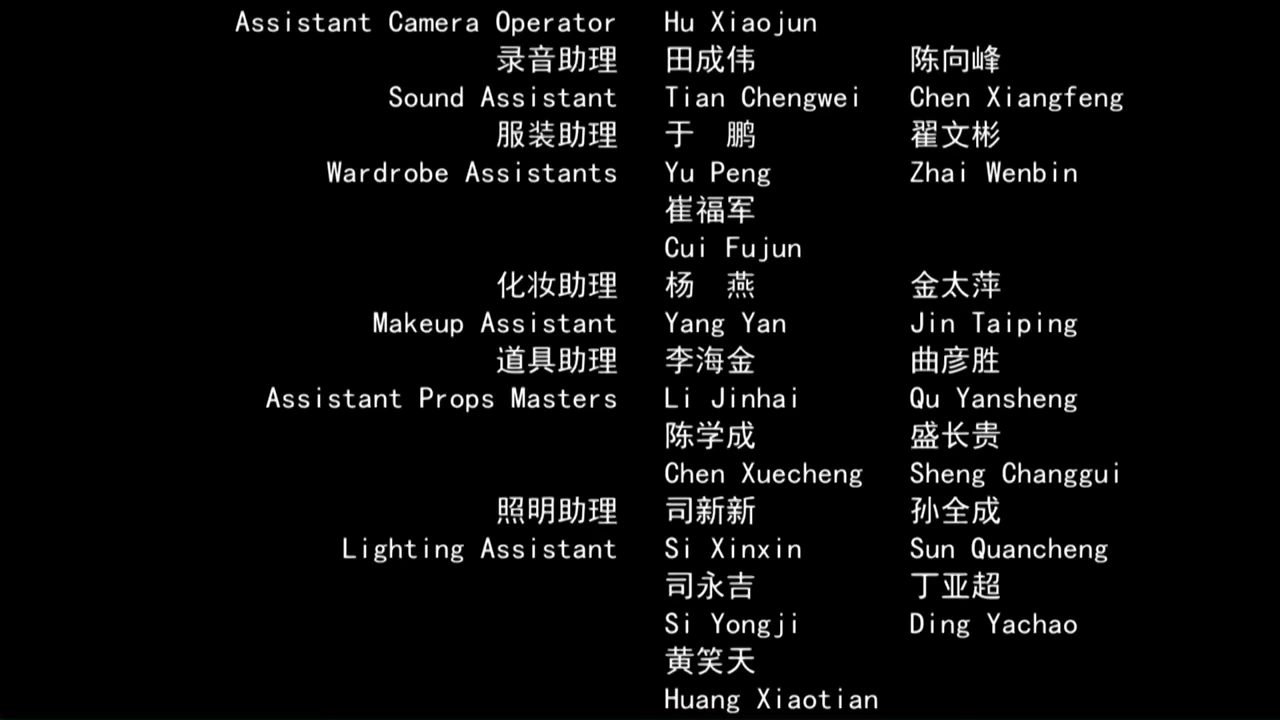 Assistant Camera Operator Hu Xiaojun
录音助理 田成伟 陈向峰
Sound Assistant Tian Chengwei Chen Xiangfeng
服装助理 于 鹏 翟文彬
Wardrobe Assistants Yu Peng Zhai Wenbin
崔福军
Cui Fujun
化妆助理 杨 燕 金太萍
Makeup Assistant Yang Yan Jin Taiping
道具助理 李海金 曲彦胜
Assistant Props Masters Li Jinhai Qu Yansheng
陈学成 盛长贵
Chen Xuecheng Sheng Changgui
照明助理 司新新 孙全成
Lighting Assistant Si Xinxin Sun Quancheng
司永吉 丁亚超
Si Yongji Ding Yachao
黄笑天
Huang Xiaotian